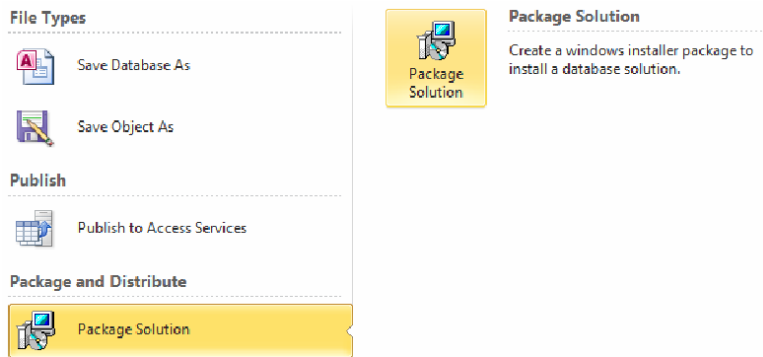 File Types
Save Database As
Save Object As
Publish
Publish to Access Services
Package and Distribute
Package Solution
Package
Solution
Package Solution
Create a windows installer package to
install a database solution.